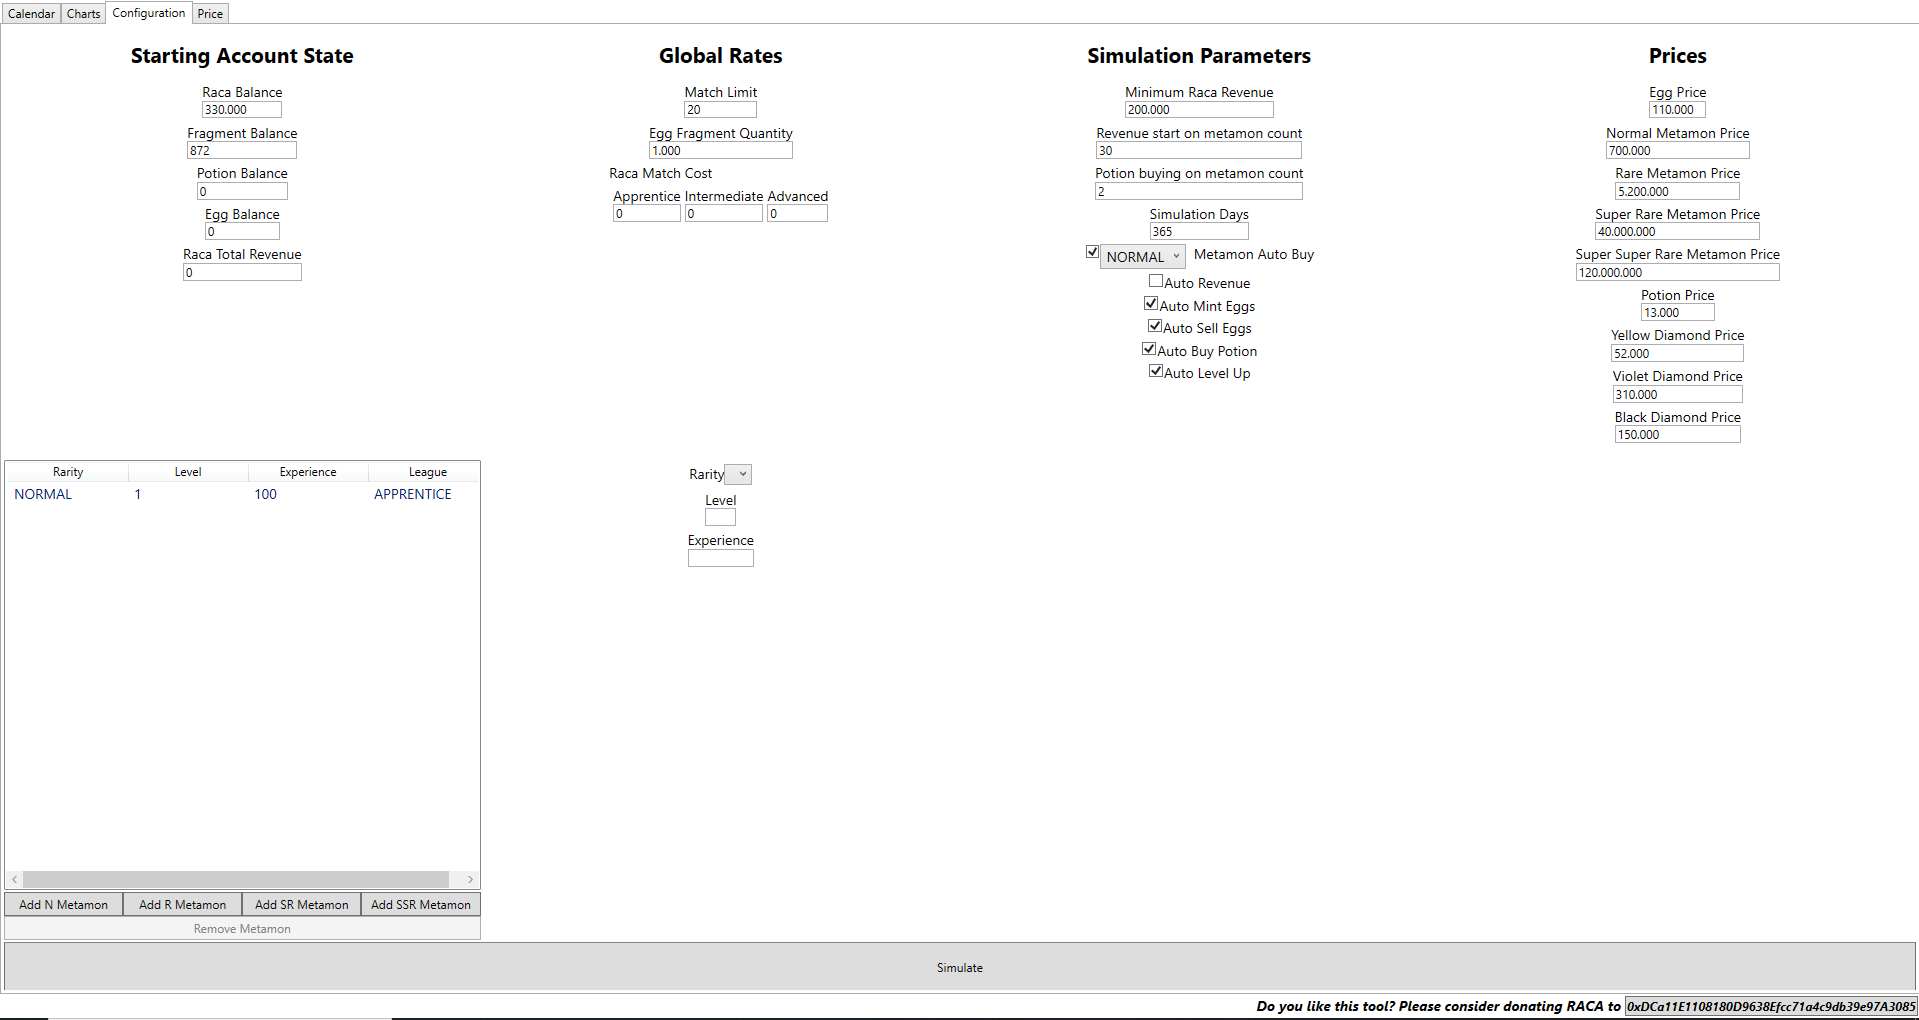 Calendar Charts Configuration Price
Starting Account State
Raca Balance
330.000
Fragment Balance
872
Potion Balance
0
Egg Balance
0
Raca Total Revenue
0
Global Rates
Match Limit
20
Egg Fragment Quantity
1.000
Raca Match Cost
Apprentice Intermediate Advanced
0 0 0
Simulation Parameters
Minimum Raca Revenue
200.000
Revenue start on metamon count
30
Potion buying on metamon count
2
Simulation Days
365
NORMAL Metamon Auto Buy
Auto Revenue
Auto Mint Eggs
Auto Sell Eggs
Auto Buy Potion
Auto Level Up
Prices
Egg Price
110.000
Normal Metamon Price
700.000
Rare Metamon Price
5.200.000
Super Rare Metamon Price
40.000.000
Super Super Rare Metamon Price
120.000.000
Potion Price
13.000
Yellow Diamond Price
52.000
Violet Diamond Price
310.000
Black Diamond Price
150.000
Rarity Level Experience League
NORMAL 1 100 APPRENTICE
Rarity
Level
Experience
Add N Metamon Add R Metamon Add SR Metamon Add SSR Metamon
Remove Metamon
Simulate
Do you like this tool? Please consider donating RACA to 0xDCa11E1108180D9638Efcc71a4c9db39e97A3085